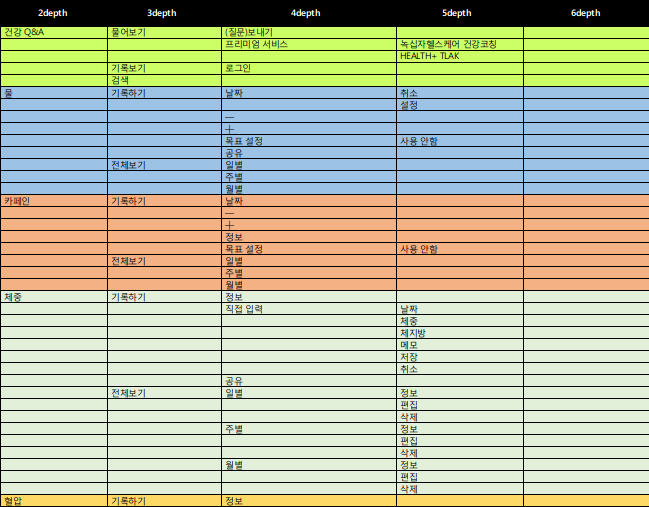 2depth 3depth 4depth 5depth 6depth
건강 Q&A 물어보기 (질문)보내기
프리미엄 서비스 녹십자헬스케어 건강코칭
HEALTH+ TLAK
기록보기 로그인
검색
물 기록하기 날짜 취소
설정
—
+
목표 설정 사용 안함
공유
전체보기 일별
주별
월별
카페인 기록하기 날짜
—
+
정보
목표 설정 사용 안함
전체보기 일별
주별
월별
체중 기록하기 정보
직접 입력 날짜
체중
체지방
메모
저장
취소
공유
전체보기 일별 정보
편집
삭제
주별 정보
편집
삭제
월별 정보
편집
삭제
혈압 기록하기 정보